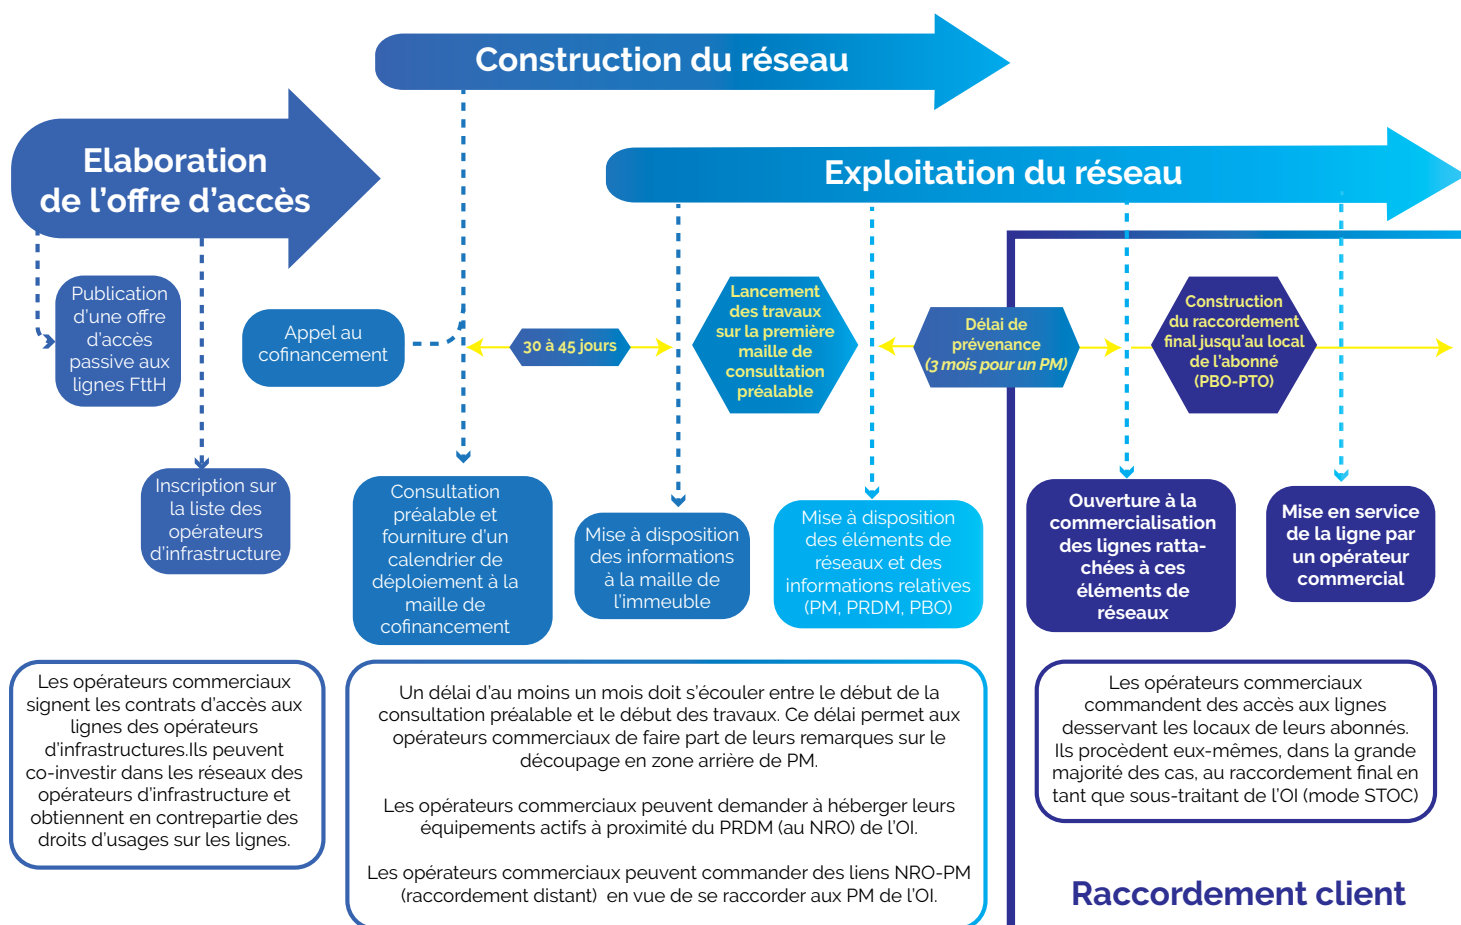 Construction du réseau
Elaboration
de l'offre d'accès
Exploitation du réseau
Publication
d'une offre
d'accès
passive aux
lignes FttH
Appel au
cofinancement
30 à 45 jours
Lancement
des travaux
sur la première
maille de
consultation
préalable
Délai de
prévenance
(3 mois pour un PM)
Construction
du raccordement
final jusqu'au local
de l'abonné
(PBO-PTO)
Inscription sur
la liste des
opérateurs
d'infrastructure
Consultation
préalable et
fourniture d'un
calendrier de
déploiement à la
maille de
cofinancement
Mise à disposition
des informations
à la maille de
l'immeuble
Mise à disposition
des éléments de
réseaux et des
informations relatives
(PM, PRDM, PBO)
Ouverture à la
commercialisation
des lignes ratta-
chées à ces
éléments de
réseaux
Mise en service
de la ligne par
un opérateur
commercial
Les opérateurs commerciaux
signent les contrats d'accès aux
lignes des opérateurs
d'infrastructures.Ils peuvent
co-investir dans les réseaux des
opérateurs d'infrastructure et
obtiennent en contrepartie des
droits d'usages sur les lignes.
Un délai d'au moins un mois doit s'écouler entre le début de la
consultation préalable et le début des travaux. Ce délai permet aux
opérateurs commerciaux de faire part de leurs remarques sur le
découpage en zone arrière de PM.
Les opérateurs commerciaux peuvent demander à héberger leurs
équipements actifs à proximité du PRDM (au NRO) de l'OI.
Les opérateurs commerciaux peuvent commander des liens NRO-PM
(raccordement distant) en vue de se raccorder aux PM de l'OI.
Les opérateurs commerciaux
commandent des accès aux lignes
desservant les locaux de leurs abonnés.
Ils procèdent eux-mêmes, dans la grande
majorité des cas, au raccordement final en
tant que sous-traitant de l'OI (mode STOC)
Raccordement client